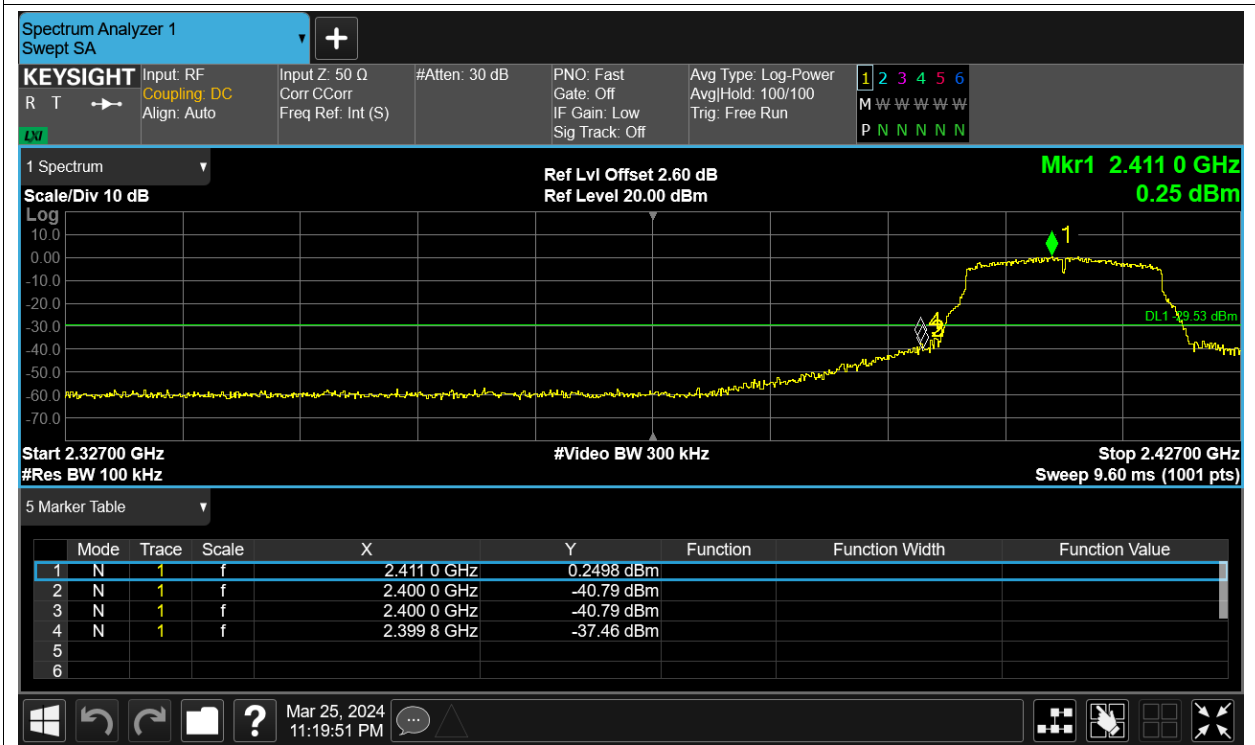 Spectrum Analyzer 1
Swept SA
KEYSIGHT
R T
LXI
Input: RF
Coupling: DC
Align: Auto
Input Z: 50 Ω
Corr CCorr
Freq Ref: Int (S)
#Atten: 30 dB
PNO: Fast
Gate: Off
IF Gain: Low
Sig Track: Off
Avg Type: Log-Power
Avg|Hold: 100/100
Trig: Free Run
1 2 3 4 5 6
M W W W W W
P N N N N N
1 Spectrum
Scale/Div 10 dB
Ref Lvl Offset 2.60 dB
Ref Level 20.00 dBm
Mkr1 2.411 0 GHz
0.25 dBm
Log
10.0
0.00
-10.0
-20.0
-30.0
-40.0
-50.0
-60.0
-70.0
1
4
DL1 -29.53 dBm
Start 2.32700 GHz
#Res BW 100 kHz
#Video BW 300 kHz
Stop 2.42700 GHz
Sweep 9.60 ms (1001 pts)
5 Marker Table
Mode Trace Scale X Y Function Function Width Function Value
1 N 1 f 2.411 0 GHz 0.2498 dBm
2 N 1 f 2.400 0 GHz -40.79 dBm
3 N 1 f 2.400 0 GHz -40.79 dBm
4 N 1 f 2.399 8 GHz -37.46 dBm
5
6
?
Mar 25, 2024
11:19:51 PM